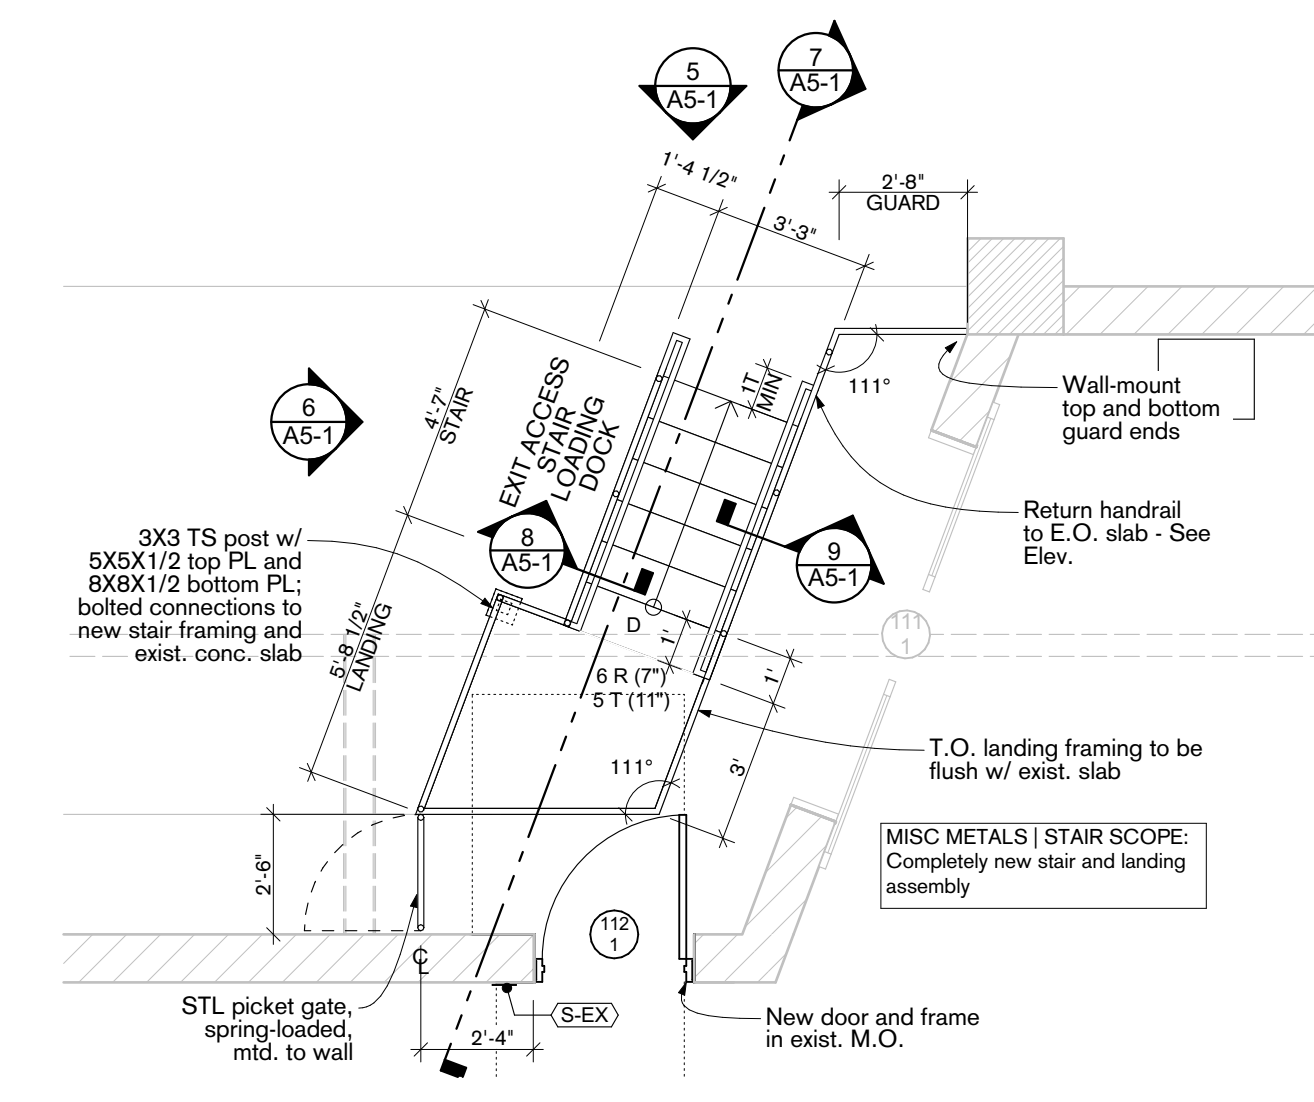 5
A5-1
7
A5-1
1'-4 1/2"
3'-3"
2'-8"
GUARD
6
A5-1
4'-7"
STAIR
EXIT ACCESS
STAIR
LOADING
DOCK
1T
MIN
111°
Wall-mount
top and bottom
guard ends
Return handrail
to E.O. slab - See
Elev.
3X3 TS post w/
5X5X1/2 top PL and
8X8X1/2 bottom PL;
bolted connections to
new stair framing and
exist. conc. slab
8
A5-1
9
A5-1
5'-8 1/2"
LANDING
D
1'
6 R (7")
5 T (11")
1'
3'
111
1
111°
T.O. landing framing to be
flush w/ exist. slab
MISC METALS | STAIR SCOPE:
Completely new stair and landing
assembly
2'-6"
112
1
CL
STL picket gate,
spring-loaded,
mtd. to wall
S-EX
2'-4"
New door and frame
in exist. M.O.